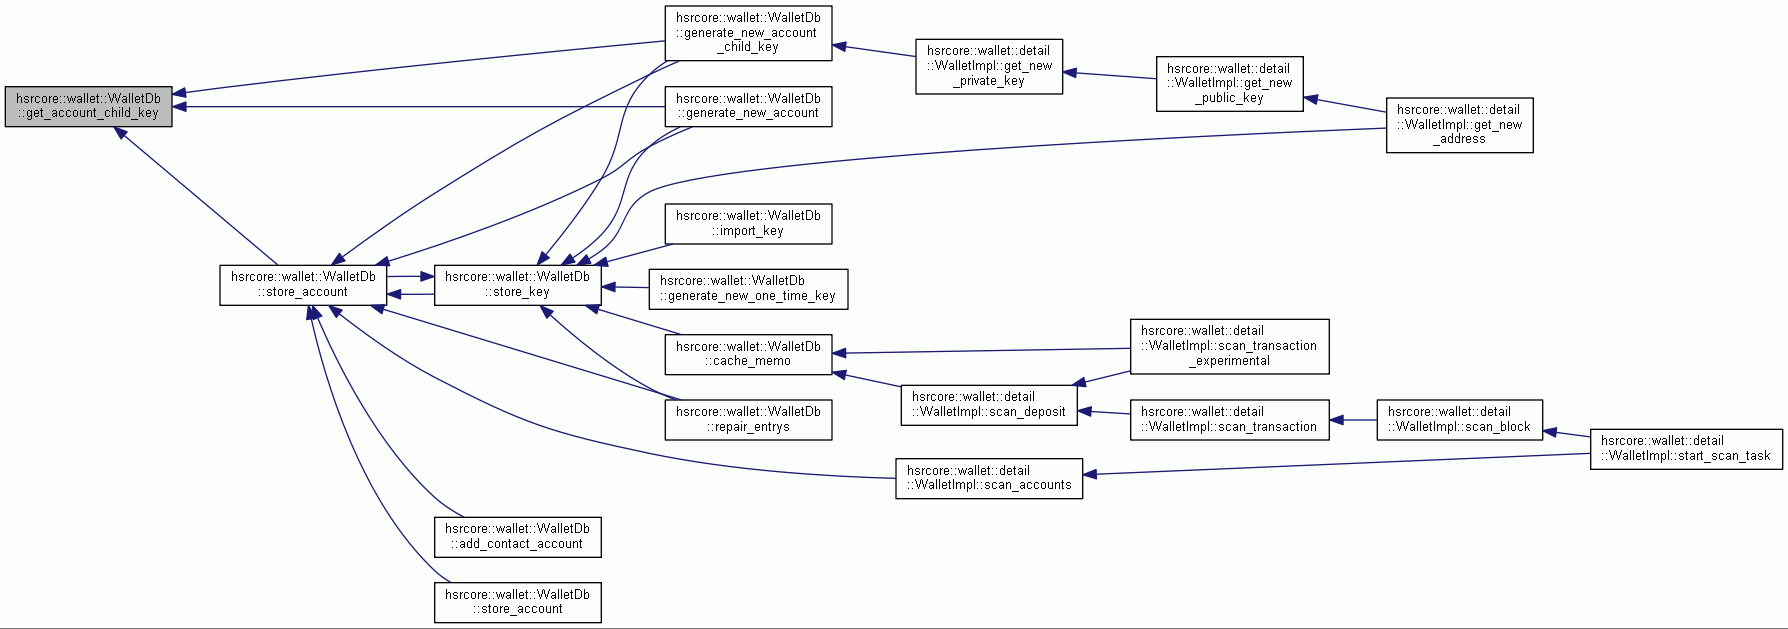 hsrcore::wallet::WalletDb
::get_account_child_key
hsrcore::wallet::WalletDb
::generate_new_account
_child_key
hsrcore::wallet::detail
::WalletImpl::get_new
_private_key
hsrcore::wallet::detail
::WalletImpl::get_new
_public_key
hsrcore::wallet::detail
::WalletImpl::get_new
_address
hsrcore::wallet::WalletDb
::generate_new_account
hsrcore::wallet::WalletDb
::store_account
hsrcore::wallet::WalletDb
::store_key
hsrcore::wallet::WalletDb
::import_key
hsrcore::wallet::WalletDb
::generate_new_one_time_key
hsrcore::wallet::WalletDb
::cache_memo
hsrcore::wallet::WalletDb
::repair_entrys
hsrcore::wallet::detail
::WalletImpl::scan_transaction
_experimental
hsrcore::wallet::detail
::WalletImpl::scan_deposit
hsrcore::wallet::detail
::WalletImpl::scan_transaction
hsrcore::wallet::detail
::WalletImpl::scan_block
hsrcore::wallet::detail
::WalletImpl::start_scan_task
hsrcore::wallet::detail
::WalletImpl::scan_accounts
hsrcore::wallet::WalletDb
::add_contact_account
hsrcore::wallet::WalletDb
::store_account